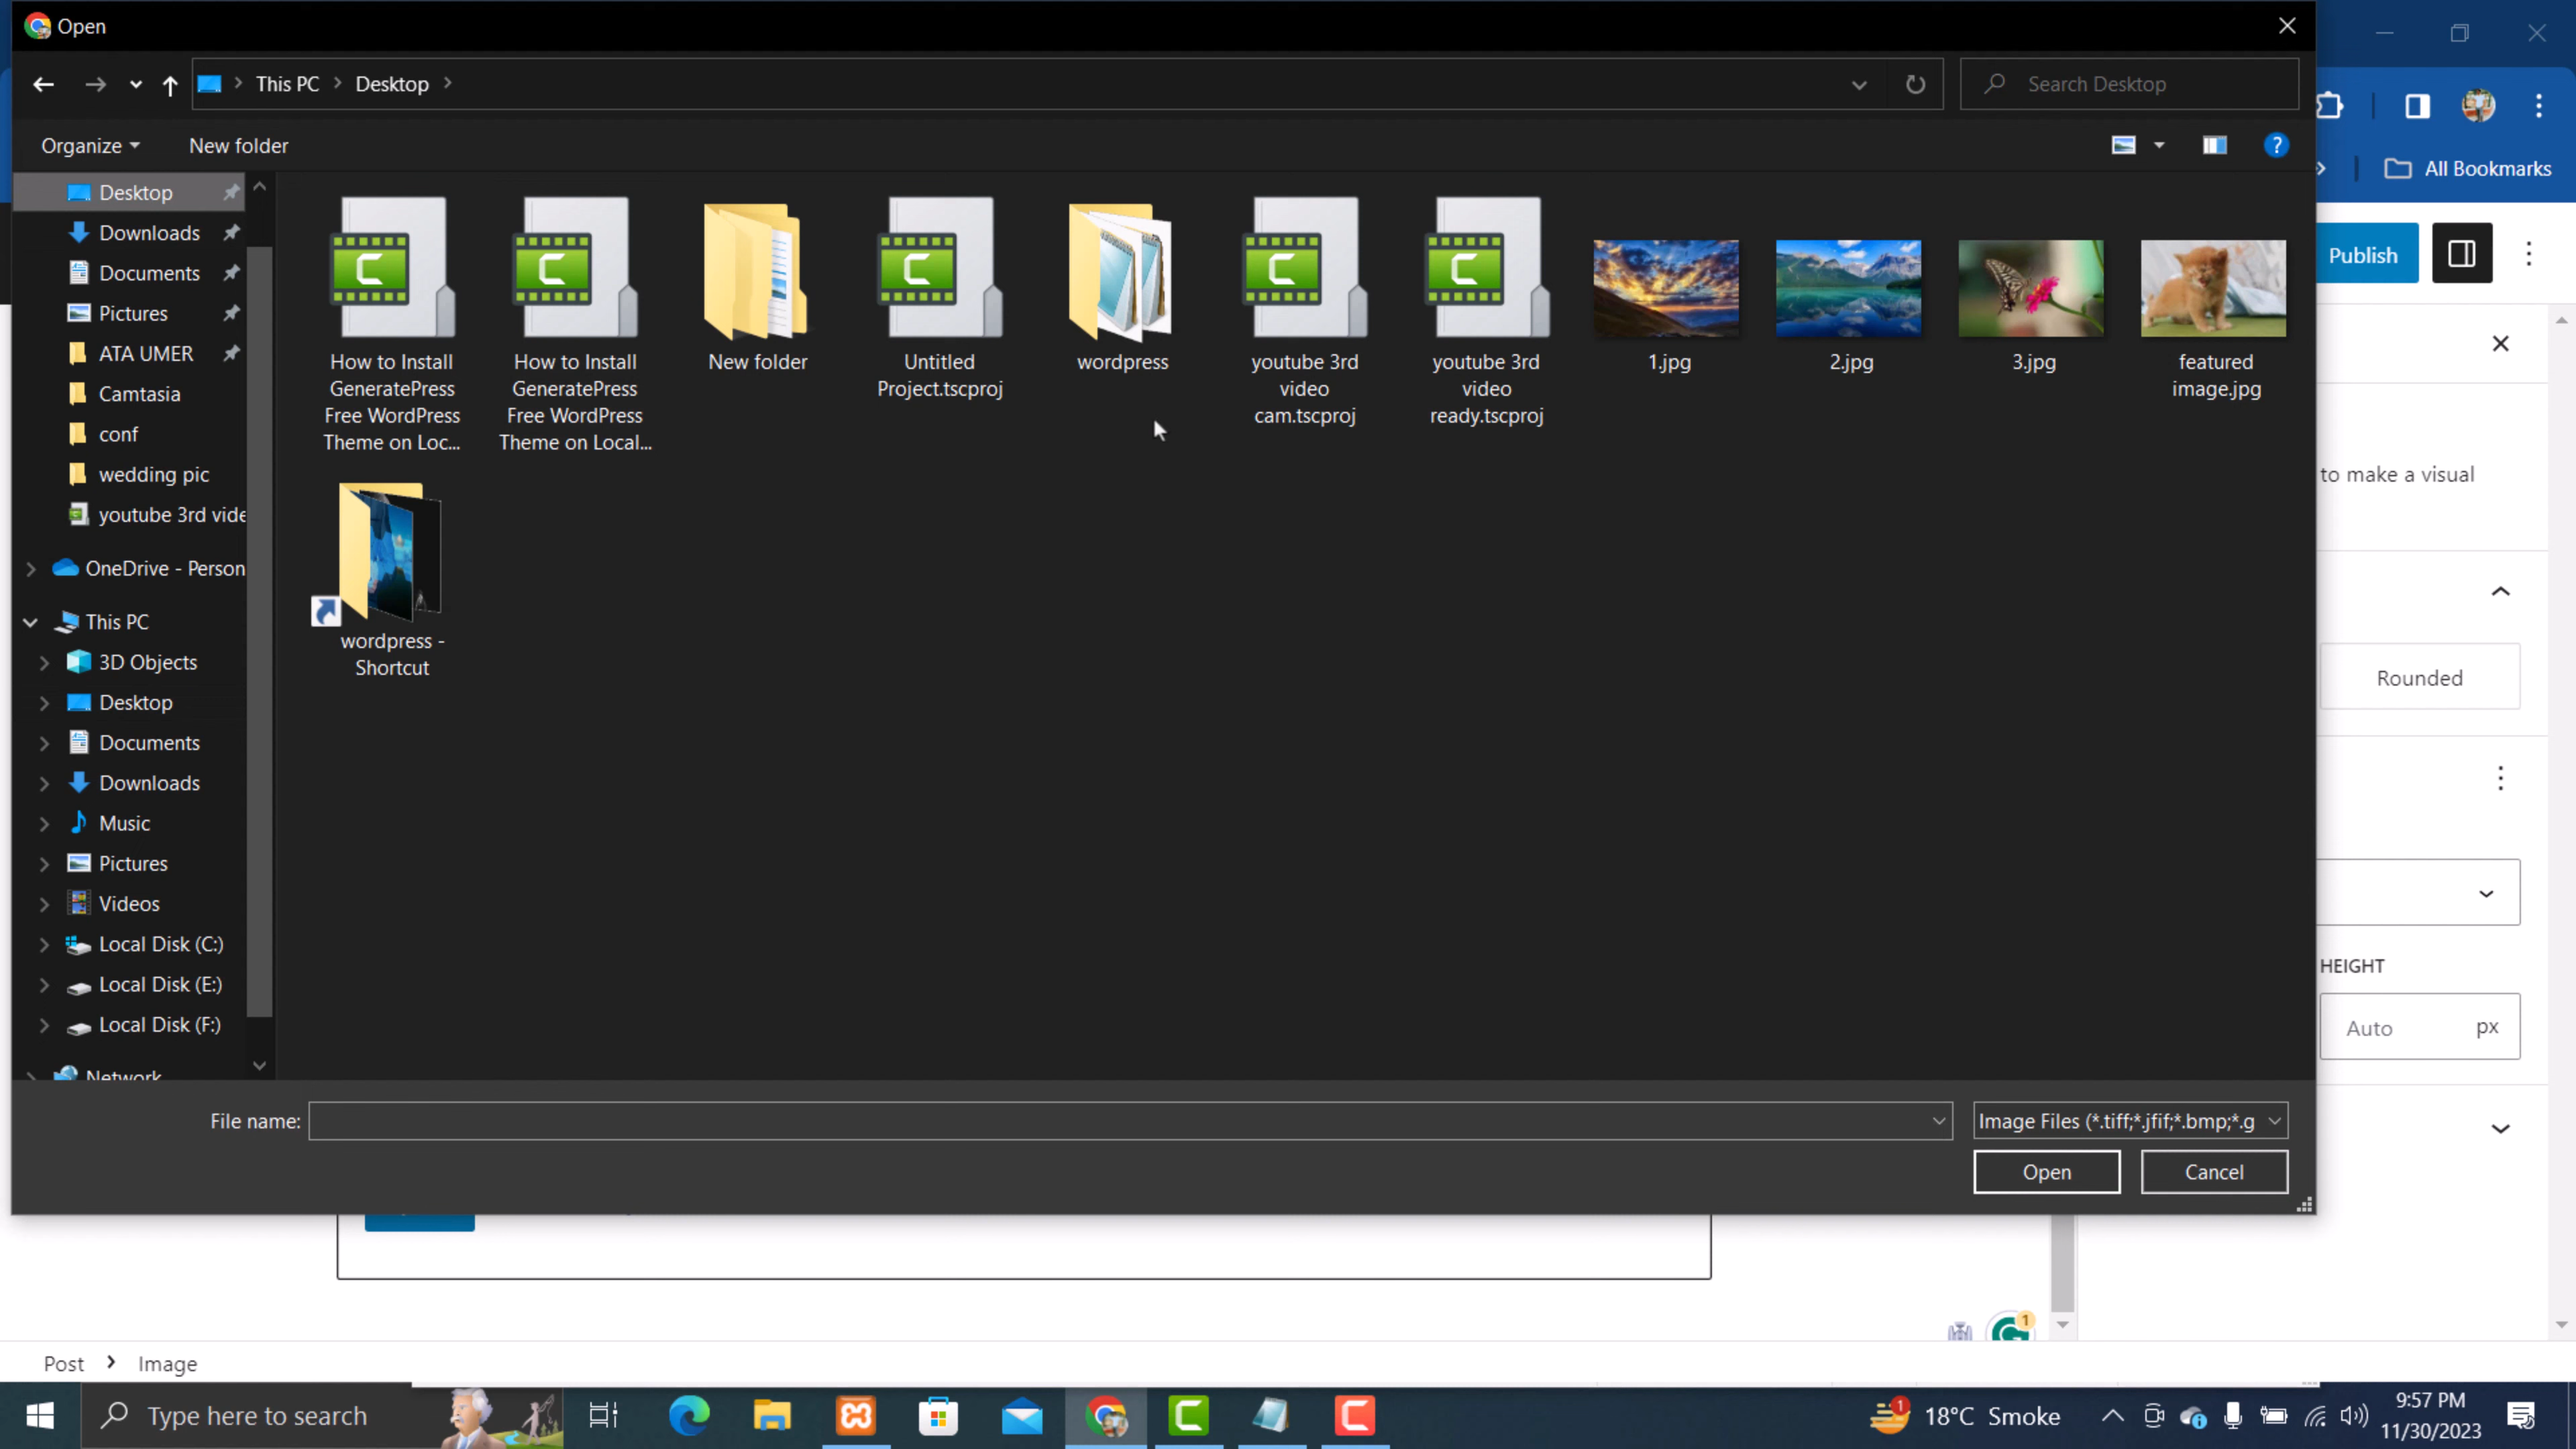 Open
This PC
Desktop
Search Desktop
Organize
New folder
?
All Bookmarks
Desktop
Downloads
Documents
Pictures
ATA UMER
Camtasia
conf
wedding pic
youtube 3rd vide
OneDrive - Person
This PC
3D Objects
Desktop
Documents
Downloads
Music
Pictures
Videos
Local Disk (C:)
Local Disk (E:)
Local Disk (F:)
Network
How to Install
GeneratePress
Free WordPress
Theme on Loc...
How to Install
GeneratePress
Free WordPress
Theme on Local...
New folder
Untitled
Project.tscproj
wordpress
youtube 3rd
video
cam.tscproj
youtube 3rd
video
ready.tscproj
1.jpg
2.jpg
3.jpg
featured
image.jpg
wordpress -
Shortcut
Publish
to make a visual
Rounded
HEIGHT
Auto px
File name:
Image Files (*.tiff;*.jfif;*.bmp;*.g
Open
Cancel
1
Post
Image
Type here to search
1
18°C Smoke
9:57 PM
11/30/2023